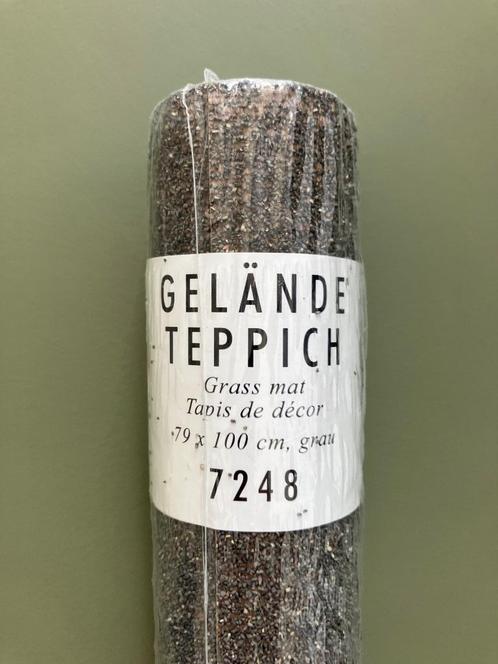 GELÄNDE
TEPPICH
Grass mat
Tapis de décor
79 x 100 cm, grau
7248